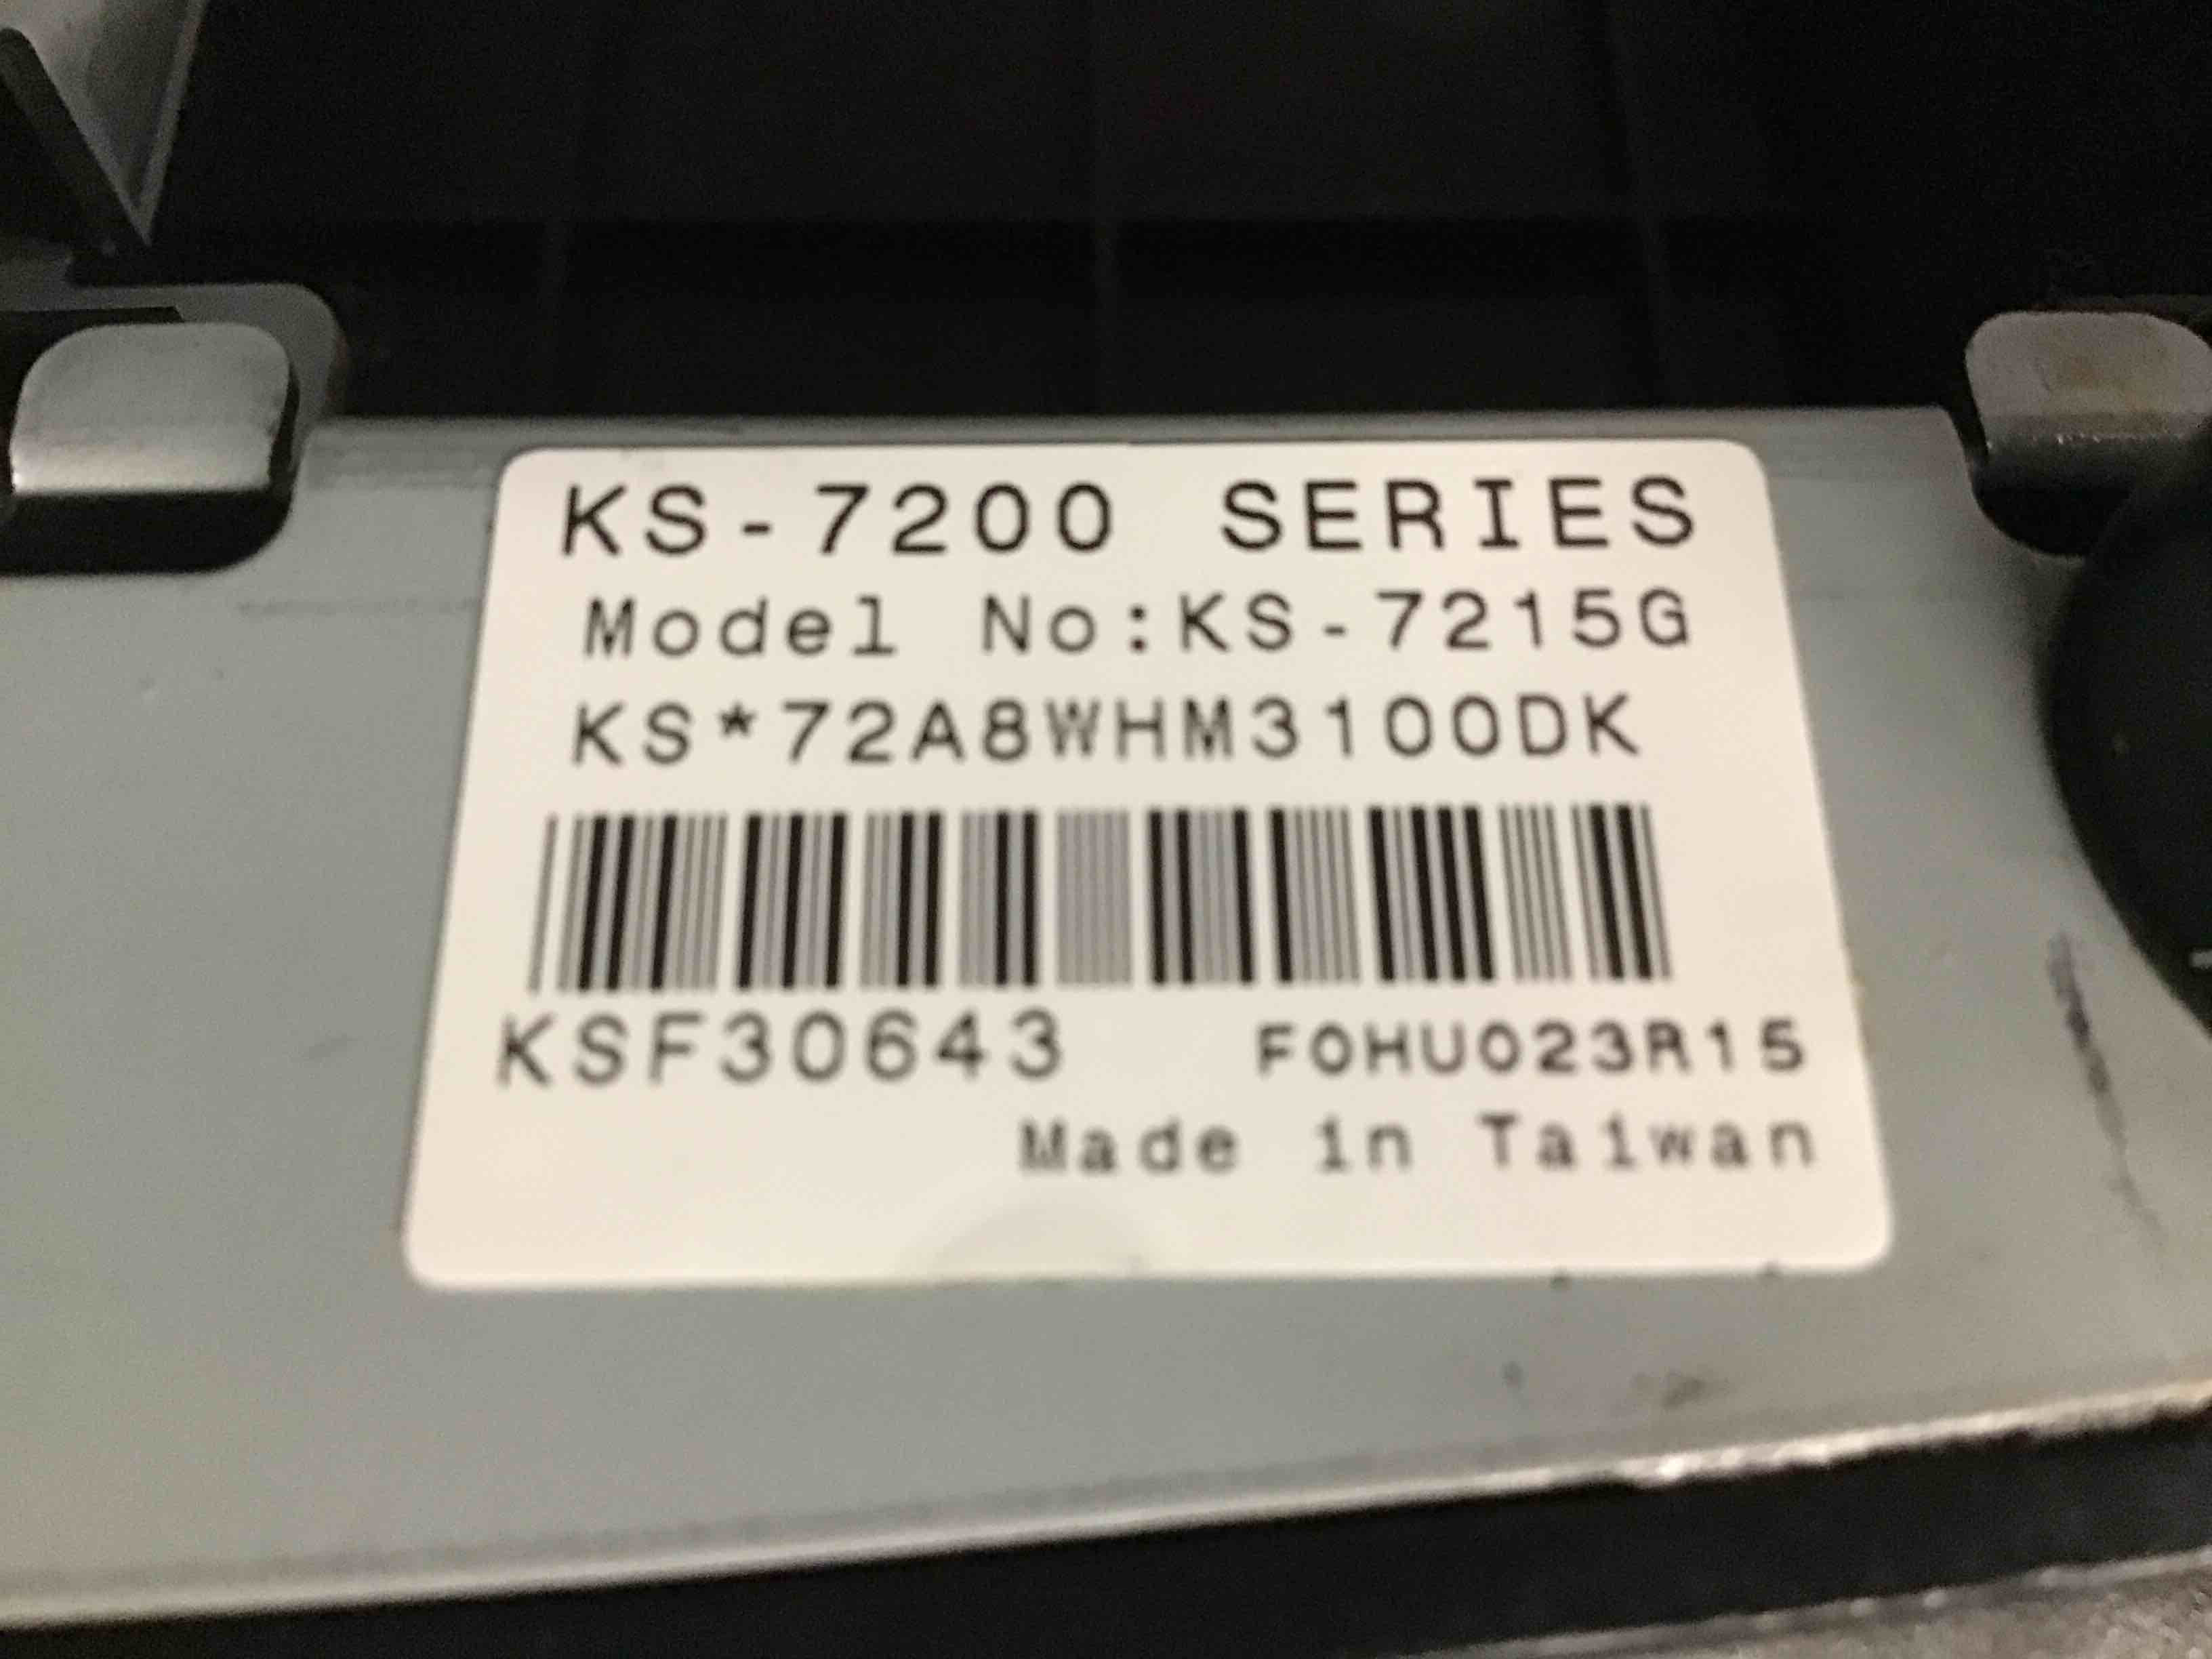 KS-7200 SERIES
Model No:KS-7215G
KS*72A8WHM3100DK
KSF30643 F0HU023R15
Made in Taiwan